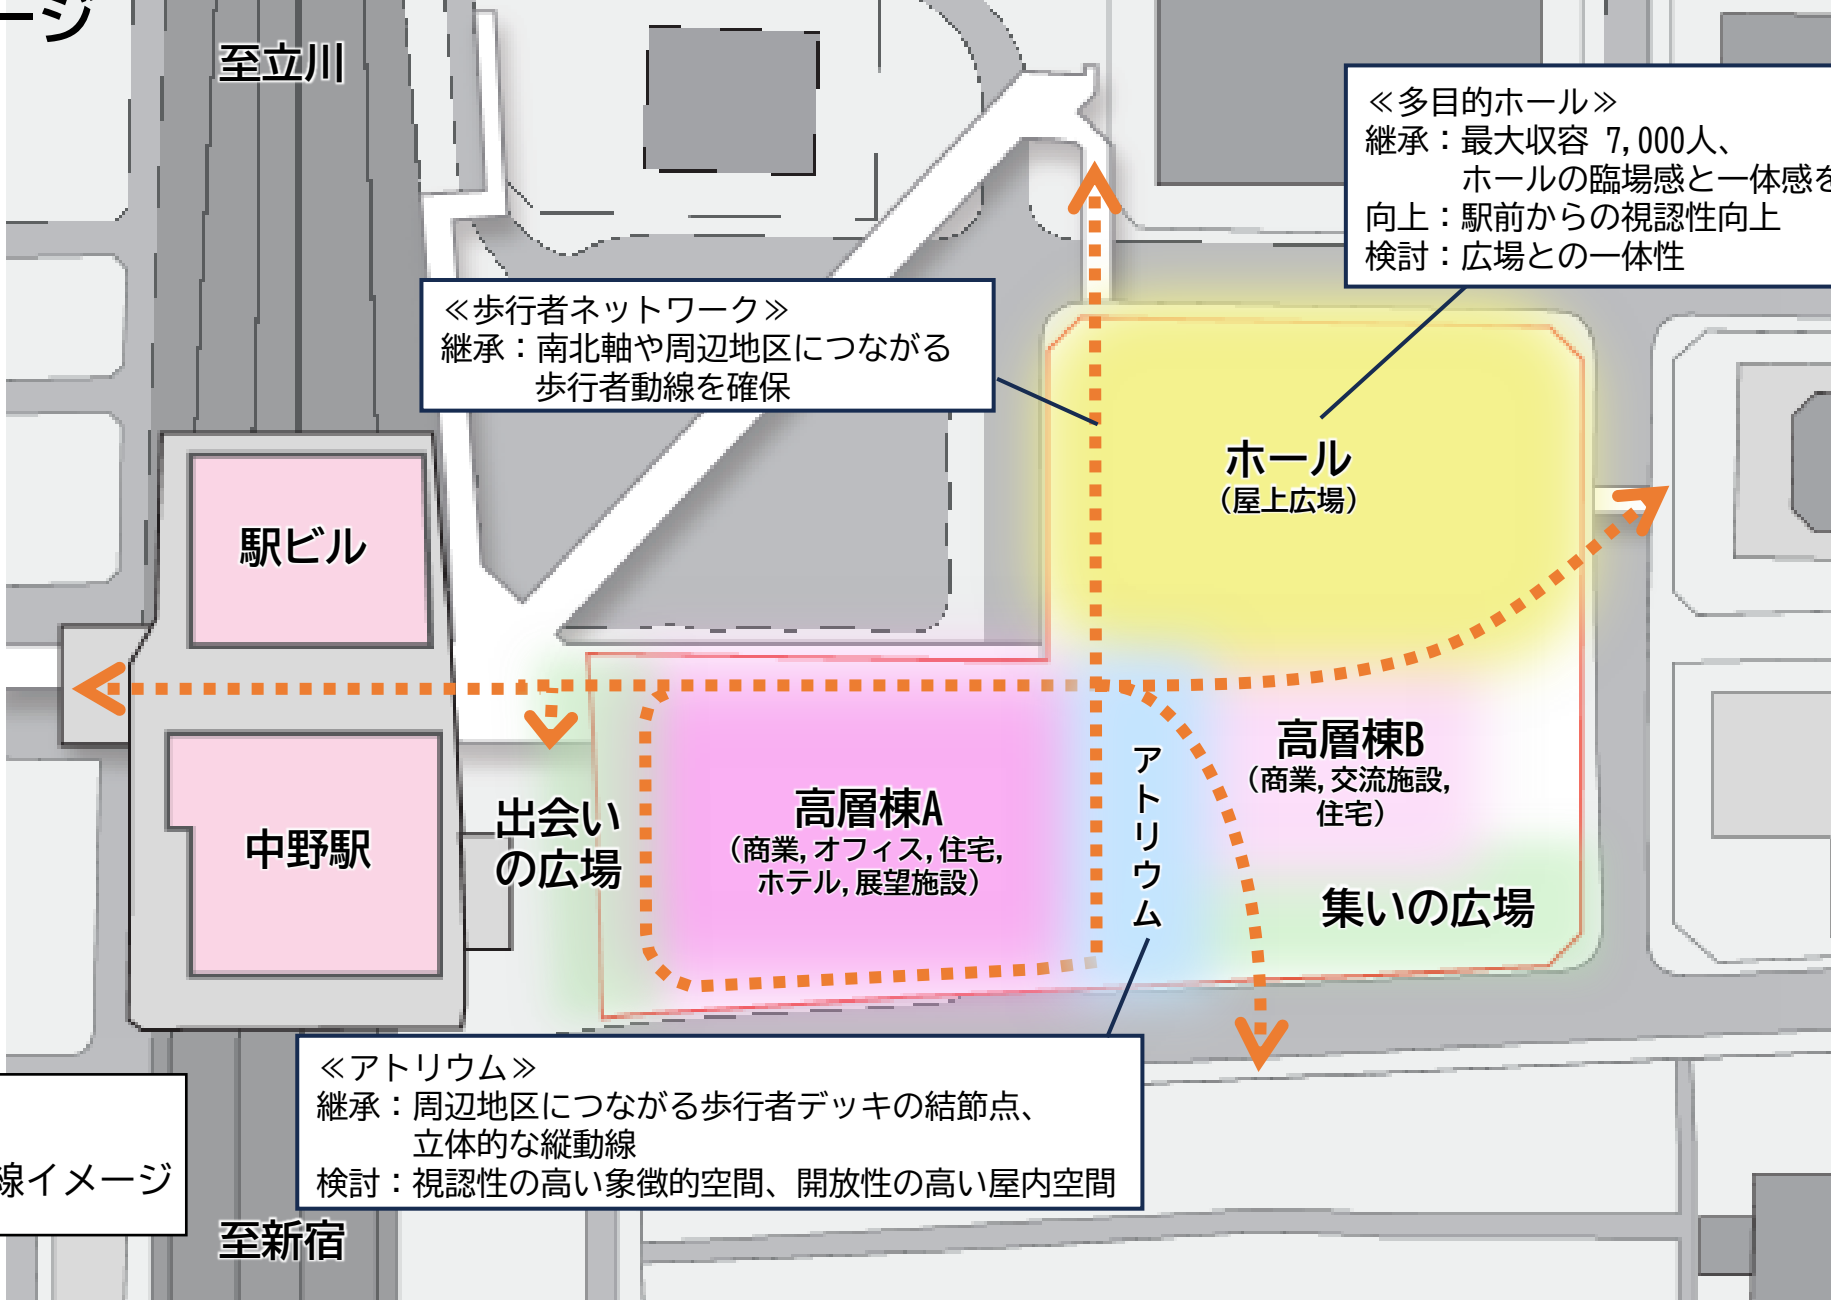 ージ
至立川
≪多目的ホール≫
継承：最大収容 7,000人、
ホールの臨場感と一体感を
向上：駅前からの視認性向上
検討：広場との一体性
≪歩行者ネットワーク≫
継承：南北軸や周辺地区につながる
歩行者動線を確保
ホール
（屋上広場）
駅ビル
高層棟B
（商業,交流施設,
住宅）
アトリウム
高層棟A
（商業,オフィス,住宅,
ホテル,展望施設）
出会い
の広場
中野駅
集いの広場
≪アトリウム≫
継承：周辺地区につながる歩行者デッキの結節点、
立体的な縦動線
検討：視認性の高い象徴的空間、開放性の高い屋内空間
線イメージ
至新宿